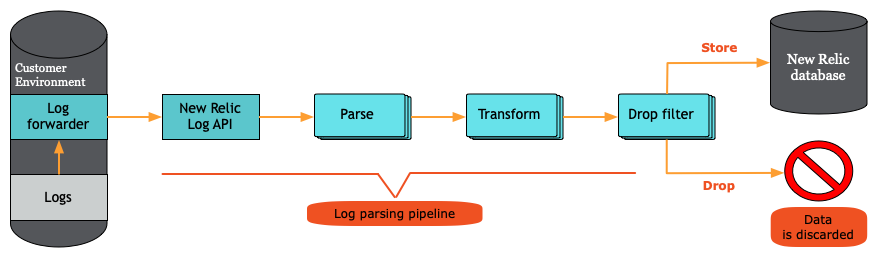 Customer
Environment
Log
forwarder
Logs
New Relic
Log API
Parse
Transform
Drop filter
Store
New Relic
database
Drop
Data
is discarded
Log parsing pipeline